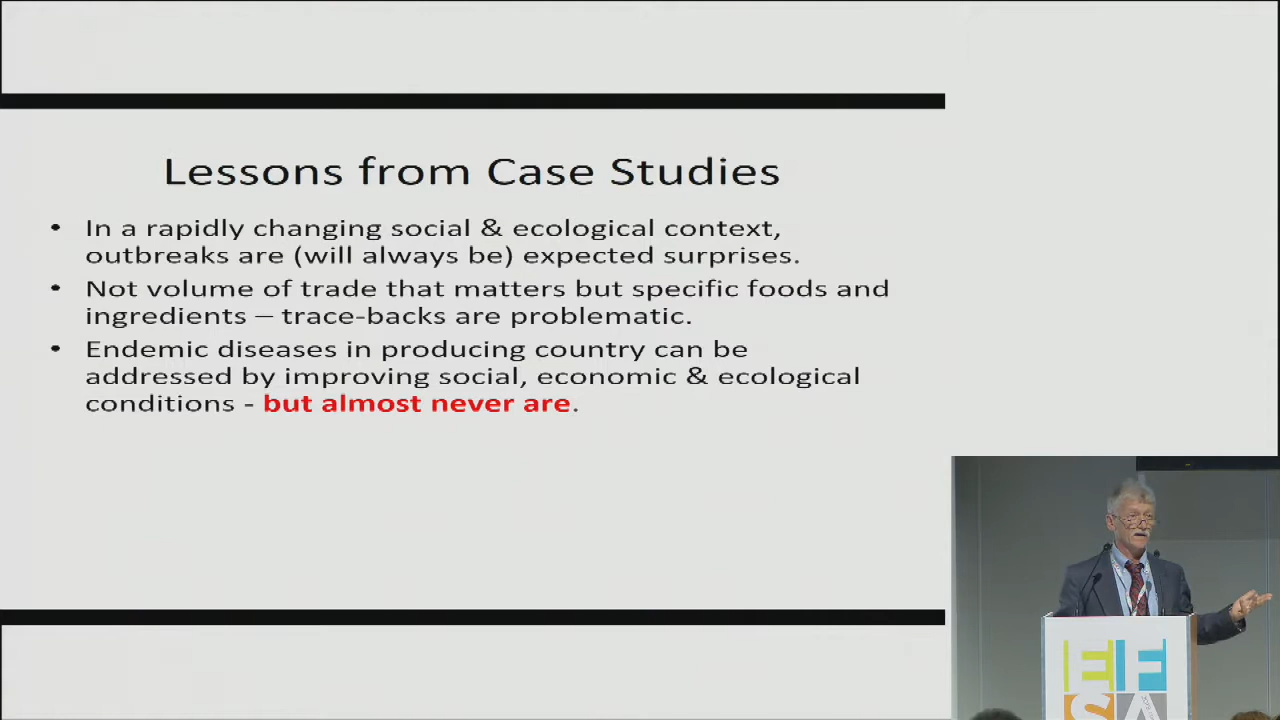 Lessons from Case Studies
• In a rapidly changing social & ecological context,
outbreaks are (will always be) expected surprises.
• Not volume of trade that matters but specific foods and
ingredients – trace-backs are problematic.
• Endemic diseases in producing country can be
addressed by improving social, economic & ecological
conditions - but almost never are.
EF
SA